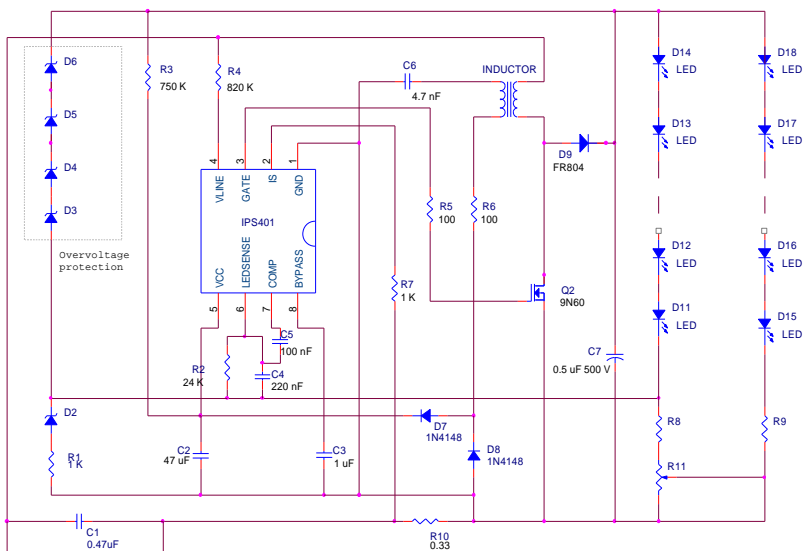 D6
D5
D4
D3
Overvoltage
protection
R3
750 K
R4
820 K
C6
4.7 nF
INDUCTOR
D14
LED
D18
LED
D13
LED
D17
LED
D9
FR804
4
3
2
1
VLINE
GATE
IS
GND
IPS401
VCC
LEDSENSE
COMP
BYPASS
5
6
7
8
R5
100
R6
100
R7
1 K
Q2
9N60
D12
LED
D16
LED
D11
LED
D15
LED
C5
100 nF
R2
24 K
C4
220 nF
C7
0.5 uF 500 V
D2
R1
1 K
C2
47 uF
C3
1 uF
D7
1N4148
D8
1N4148
R8
R9
R11
C1
0.47uF
R10
0.33